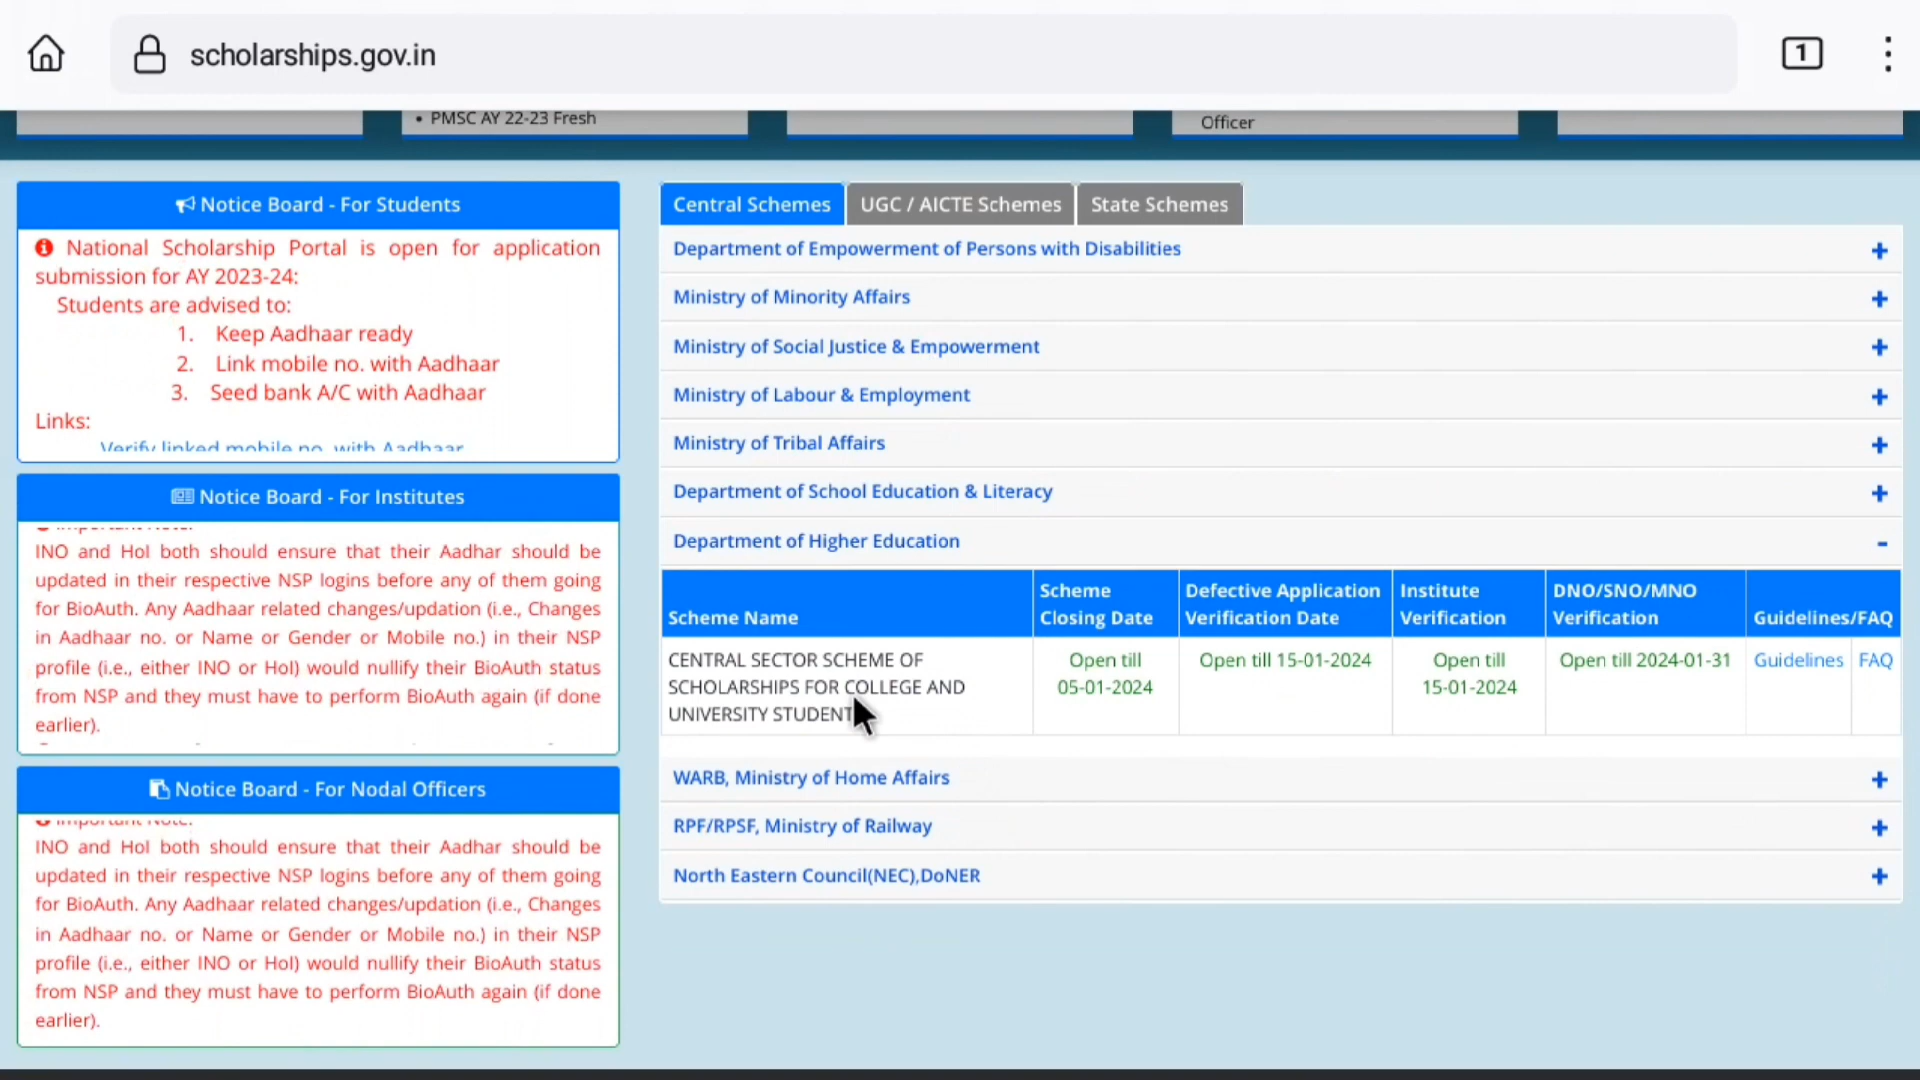 scholarships.gov.in
1
• PMSC AY 22-23 Fresh
Officer
Notice Board - For Students
National Scholarship Portal is open for application
submission for AY 2023-24:
Students are advised to:
1. Keep Aadhaar ready
2. Link mobile no. with Aadhaar
3. Seed bank A/C with Aadhaar
Links:
Verify linked mobile no. with Aadhaar
Notice Board - For Institutes
Important Note:
INO and HoI both should ensure that their Aadhar should be
updated in their respective NSP logins before any of them going
for BioAuth. Any Aadhaar related changes/updation (i.e., Changes
in Aadhaar no. or Name or Gender or Mobile no.) in their NSP
profile (i.e., either INO or HoI) would nullify their BioAuth status
from NSP and they must have to perform BioAuth again (if done
earlier).
Notice Board - For Nodal Officers
Important Note:
INO and HoI both should ensure that their Aadhar should be
updated in their respective NSP logins before any of them going
for BioAuth. Any Aadhaar related changes/updation (i.e., Changes
in Aadhaar no. or Name or Gender or Mobile no.) in their NSP
profile (i.e., either INO or HoI) would nullify their BioAuth status
from NSP and they must have to perform BioAuth again (if done
earlier).
Central Schemes UGC / AICTE Schemes State Schemes
Department of Empowerment of Persons with Disabilities +
Ministry of Minority Affairs +
Ministry of Social Justice & Empowerment +
Ministry of Labour & Employment +
Ministry of Tribal Affairs +
Department of School Education & Literacy +
Department of Higher Education -
Scheme Name
Scheme
Closing Date
Defective Application
Verification Date
Institute
Verification
DNO/SNO/MNO
Verification
Guidelines/FAQ
CENTRAL SECTOR SCHEME OF
SCHOLARSHIPS FOR COLLEGE AND
UNIVERSITY STUDENT
Open till
05-01-2024
Open till 15-01-2024
Open till
15-01-2024
Open till 2024-01-31
Guidelines
FAQ
WARB, Ministry of Home Affairs +
RPF/RPSF, Ministry of Railway +
North Eastern Council(NEC),DoNER +